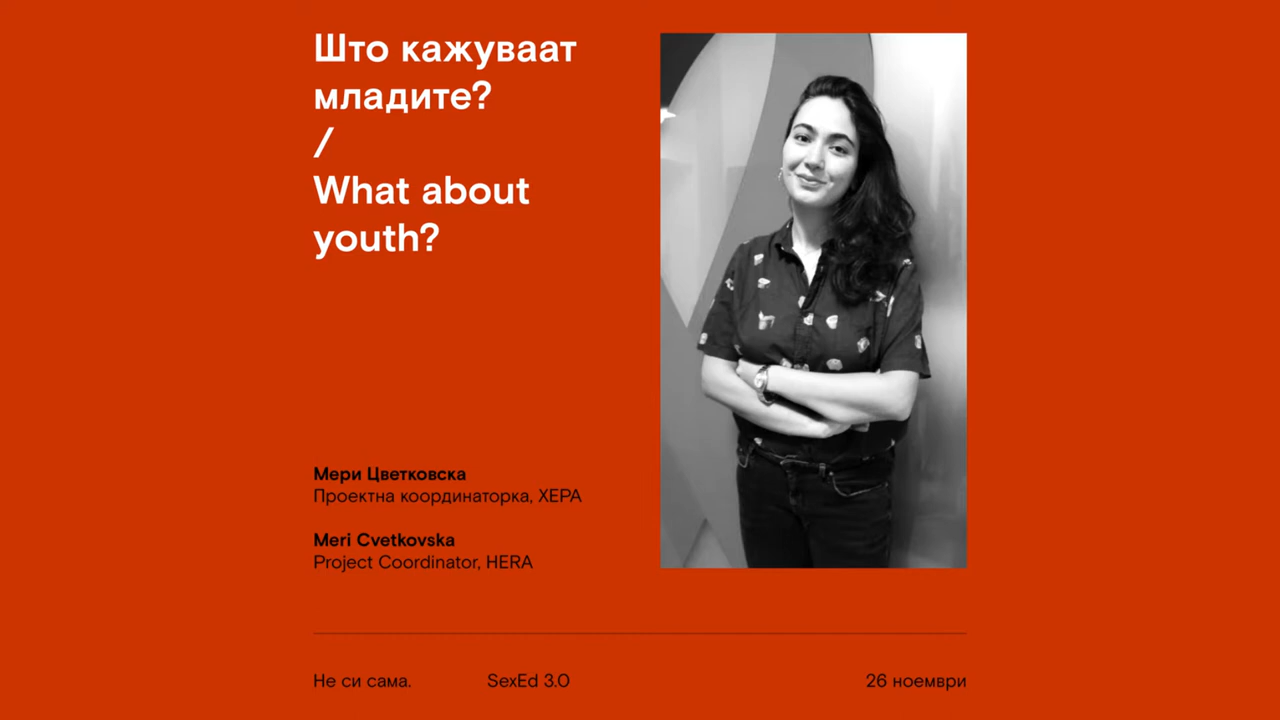 Што кажуваат
младите?
/
What about
youth?
Мери Цветковска
Проектна координаторка, ХЕРА
Meri Cvetkovska
Project Coordinator, HERA
Не си сама.
SexEd 3.0
26 ноември